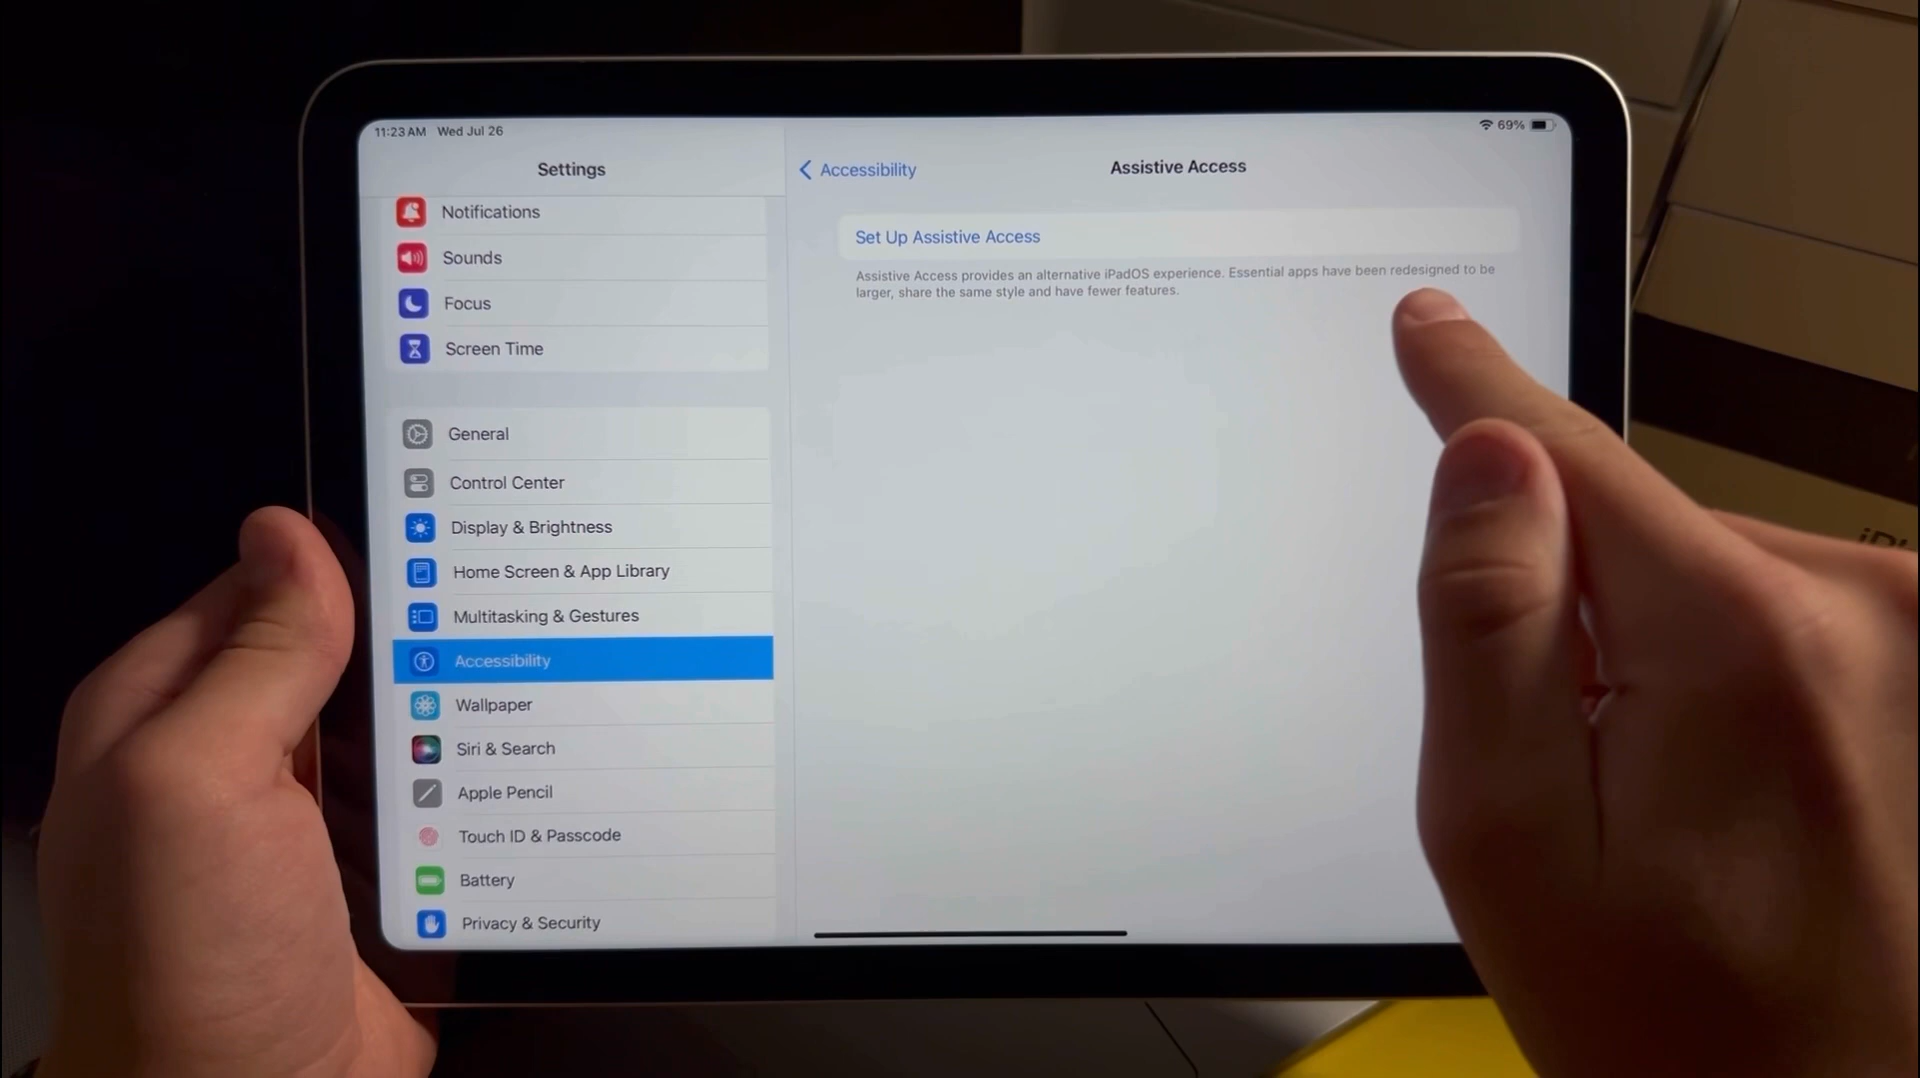 11:23 AM Wed Jul 26
69%
Settings
Notifications
Sounds
Focus
Screen Time
General
Control Center
Display & Brightness
Home Screen & App Library
Multitasking & Gestures
Accessibility
Wallpaper
Siri & Search
Apple Pencil
Touch ID & Passcode
Battery
Privacy & Security
Accessibility
Assistive Access
Set Up Assistive Access
Assistive Access provides an alternative iPadOS experience. Essential apps have been redesigned to be
larger, share the same style and have fewer features.